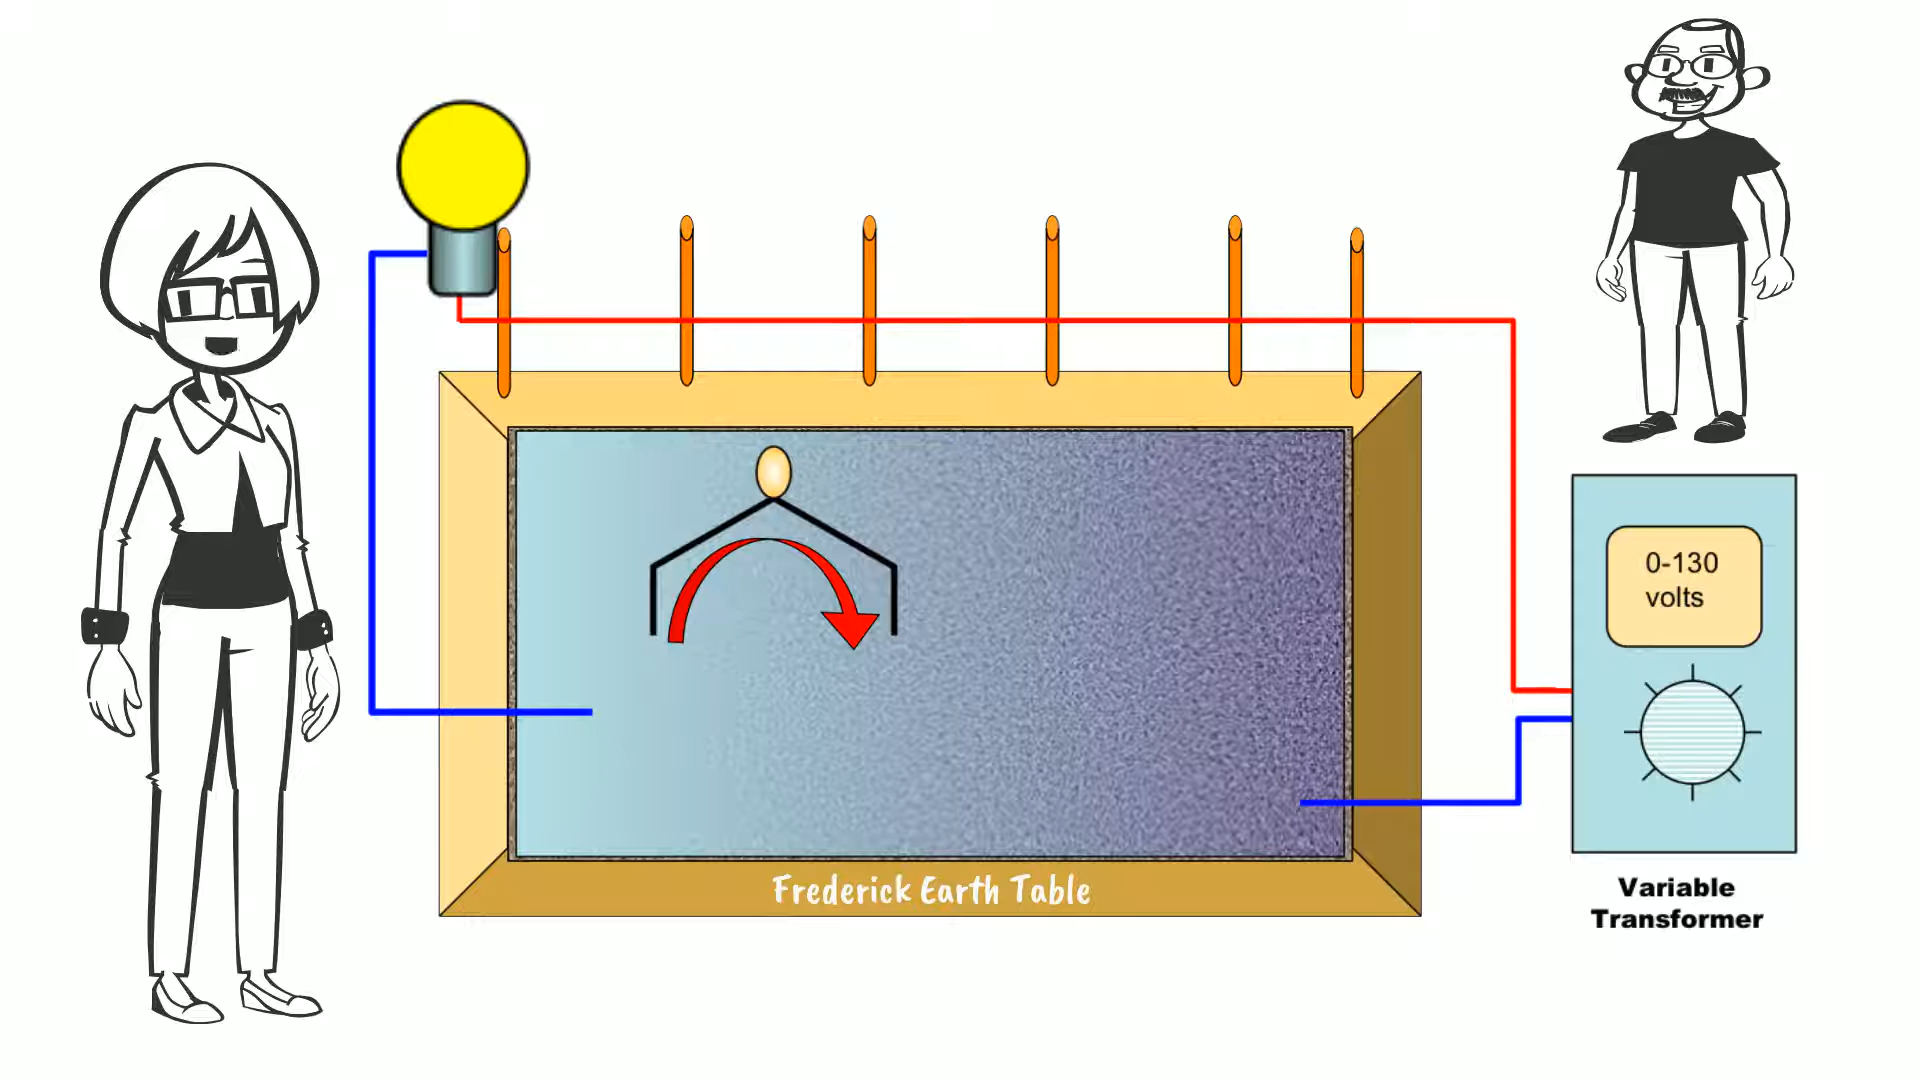 0-130
volts
Frederick Earth Table
Variable
Transformer